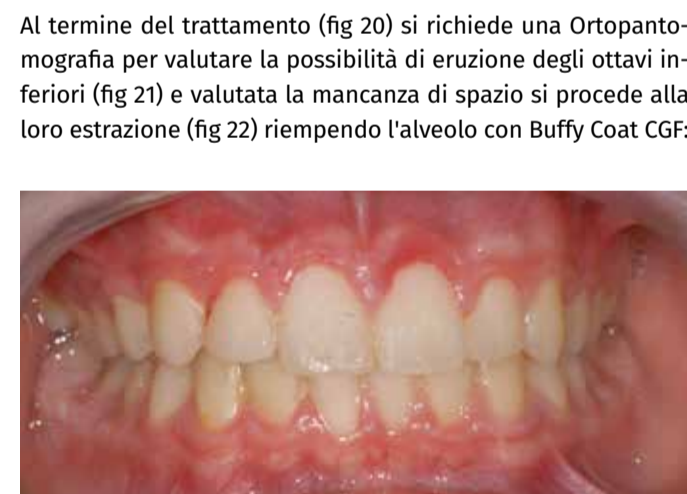 Al termine del trattamento (fig 20) si richiede una Ortopanto-
mografia per valutare la possibilità di eruzione degli ottavi in-
feriori (fig 21) e valutata la mancanza di spazio si procede alla
loro estrazione (fig 22) riempendo l'alveolo con Buffy Coat CGF: